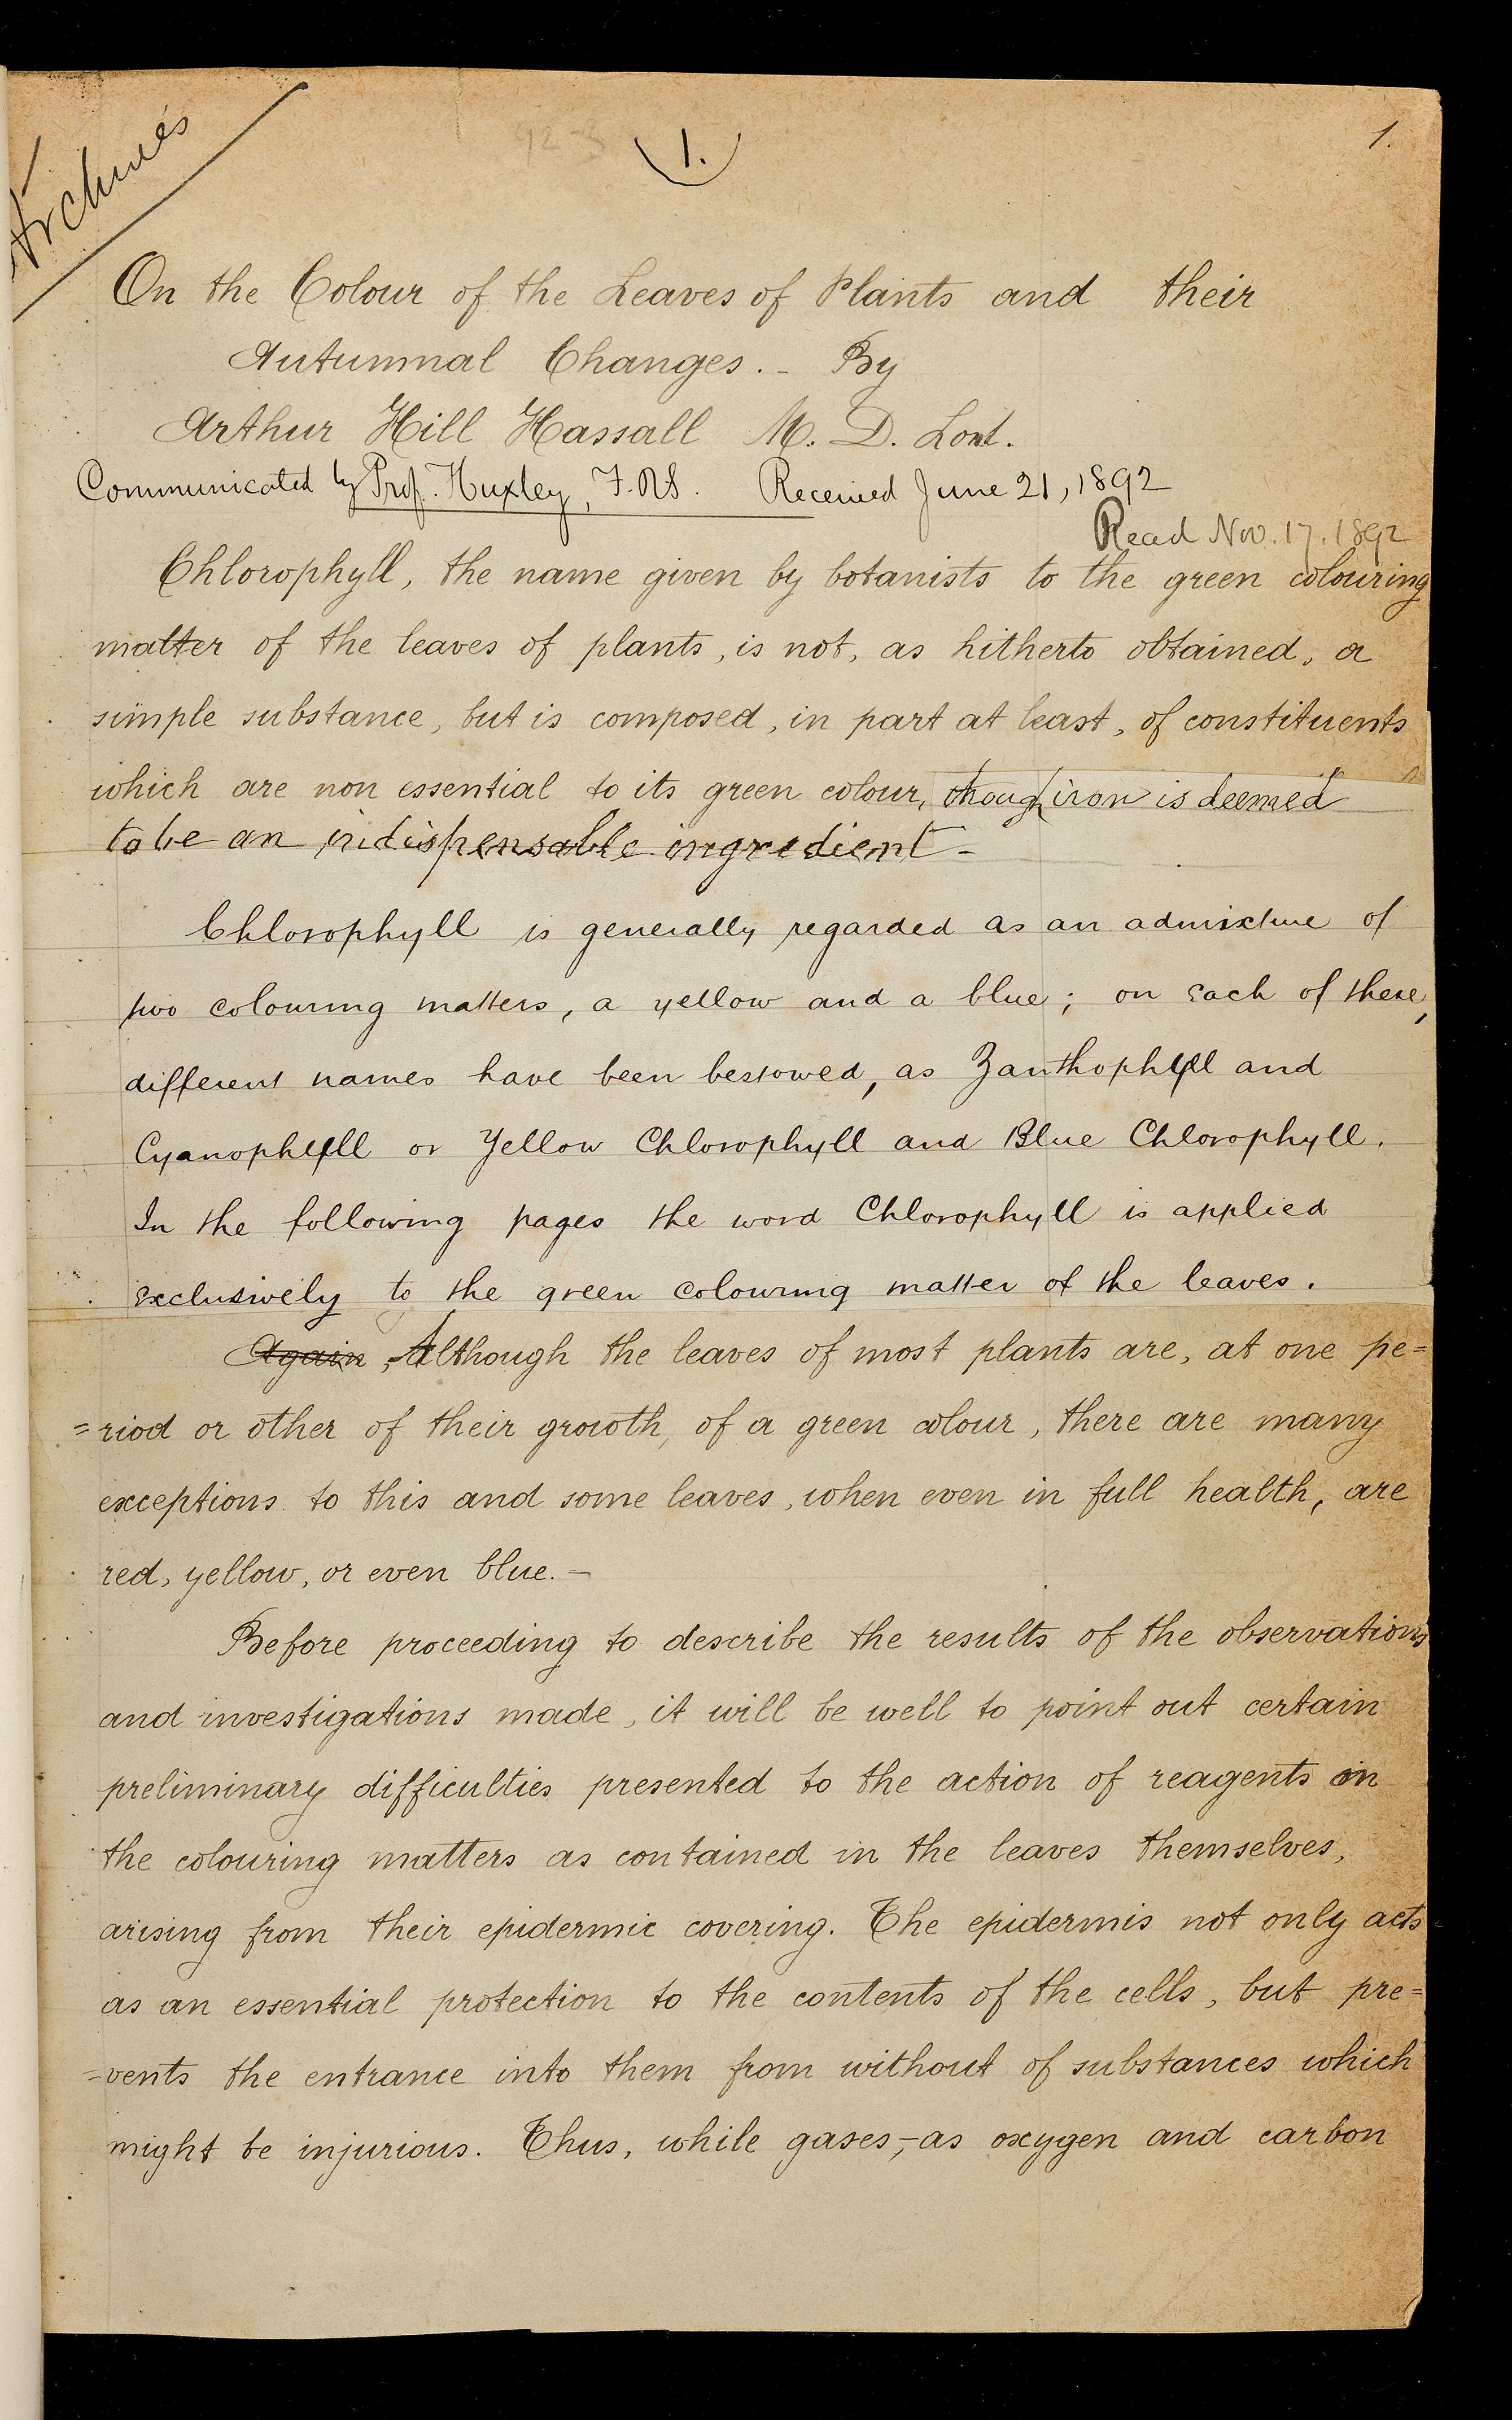 Archives
1.
1.
On the Colour of the Leaves of Plants and their
Autumnal Changes. - By
Arthur Hill Hassall M. D. Lond.
Communicated by Prof. Huxley, F.R.S. Received June 21, 1892
Read Nov. 17. 1892
Chlorophyll, the name given by botanists to the green colouring
matter of the leaves of plants, is not, as hitherto obtained, a
simple substance, but is composed, in part at least, of constituents
which are non essential to its green colour, though iron is deemed
to be an indispensable ingredient -
Chlorophyll is generally regarded as an admixture of
two colouring matters, a yellow and a blue; on each of these,
different names have been bestowed, as Zanthophyll and
Cyanophyll or Yellow Chlorophyll and Blue Chlorophyll.
In the following pages the word Chlorophyll is applied
exclusively to the green colouring matter of the leaves.
Again, Although the leaves of most plants are, at one pe=
=riod or other of their growth, of a green colour, there are many
exceptions to this and some leaves, when even in full health, are
red, yellow, or even blue. -
Before proceeding to describe the results of the observations
and investigations made, it will be well to point out certain
preliminary difficulties presented to the action of reagents on
the colouring matters as contained in the leaves themselves,
arising from their epidermic covering. The epidermis not only acts
as an essential protection to the contents of the cells, but pre=
=vents the entrance into them from without of substances which
might be injurious. Thus, while gases,-as oxygen and carbon